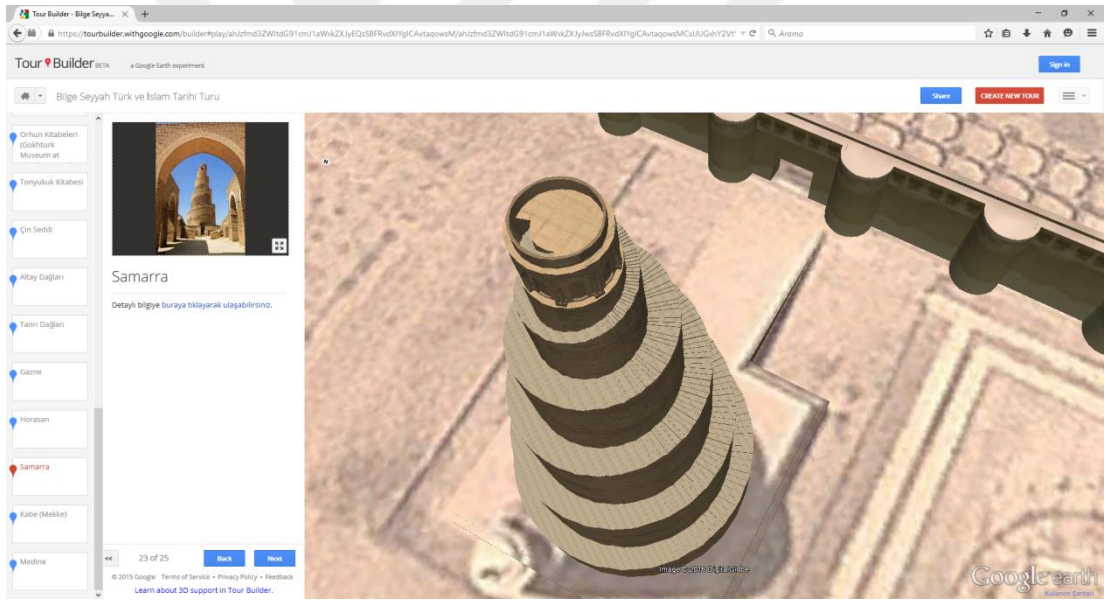 Tour Builder - Bilge Seyya...
https://tourbuilder.withgoogle.com/builder#play/
Arama
Tour Builder BETA
a Google Earth experiment
Sign in
Bilge Seyyah Türk ve İslam Tarihi Turu
Share
CREATE NEW TOUR
Orhun Kitabeleri
(Gokhturk
Museum at
Tonyukuk Kitabesi
Çin Seddi
Altay Dağları
Tanrı Dağları
Gazne
Horasan
Samarra
Kabe (Mekke)
Medine
Samarra
Detaylı bilgiye buraya tıklayarak ulaşabilirsiniz.
<< 23 of 25 Back Next
© 2015 Google Terms of Service • Privacy Policy • Feedback
Learn about 3D support in Tour Builder.
N
Image © 2016 DigitalGlobe
Google earth
Kullanım Şartları